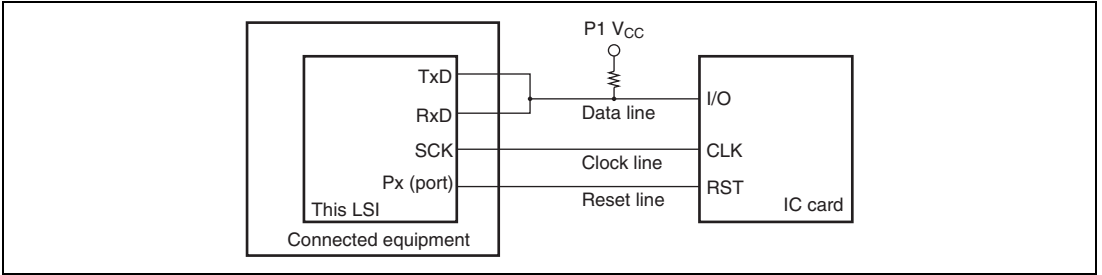 P1 VCC
TxD
RxD
I/O
Data line
SCK
CLK
Clock line
Px (port)
RST
Reset line
This LSI
IC card
Connected equipment